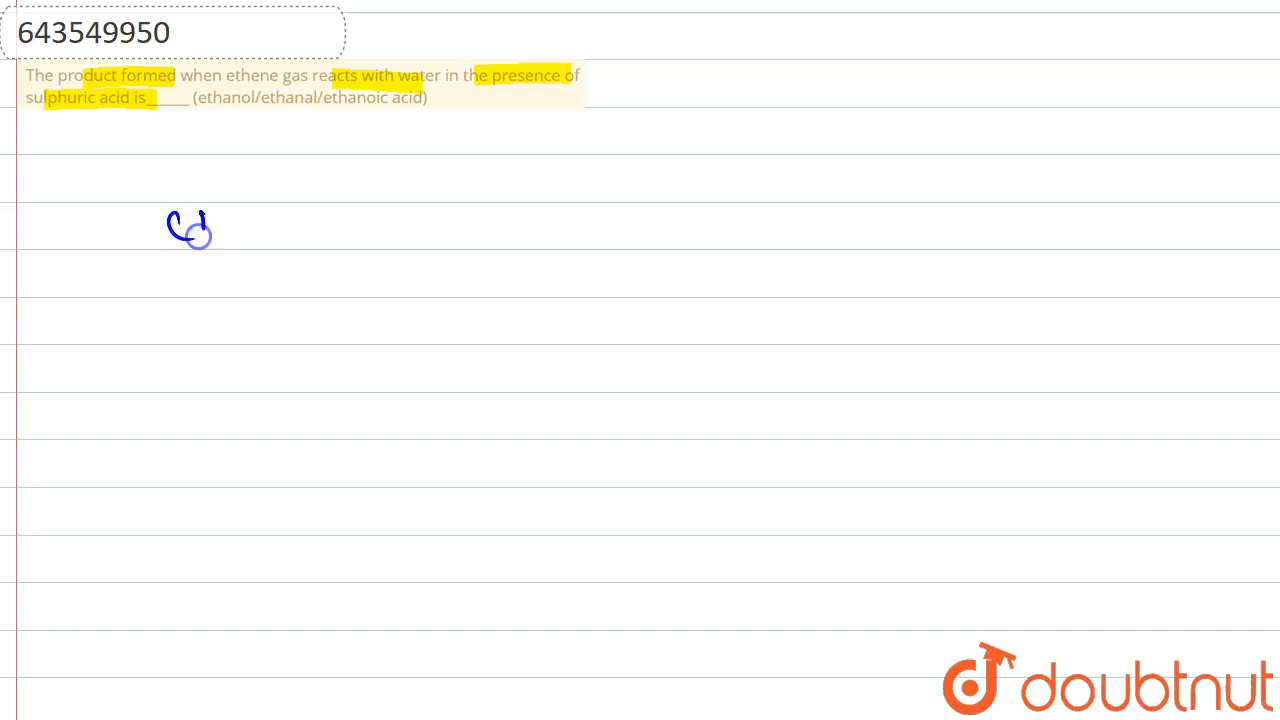 643549950
The product formed when ethene gas reacts with water in the presence of
sulphuric acid is______ (ethanol/ethanal/ethanoic acid)
doubtnut